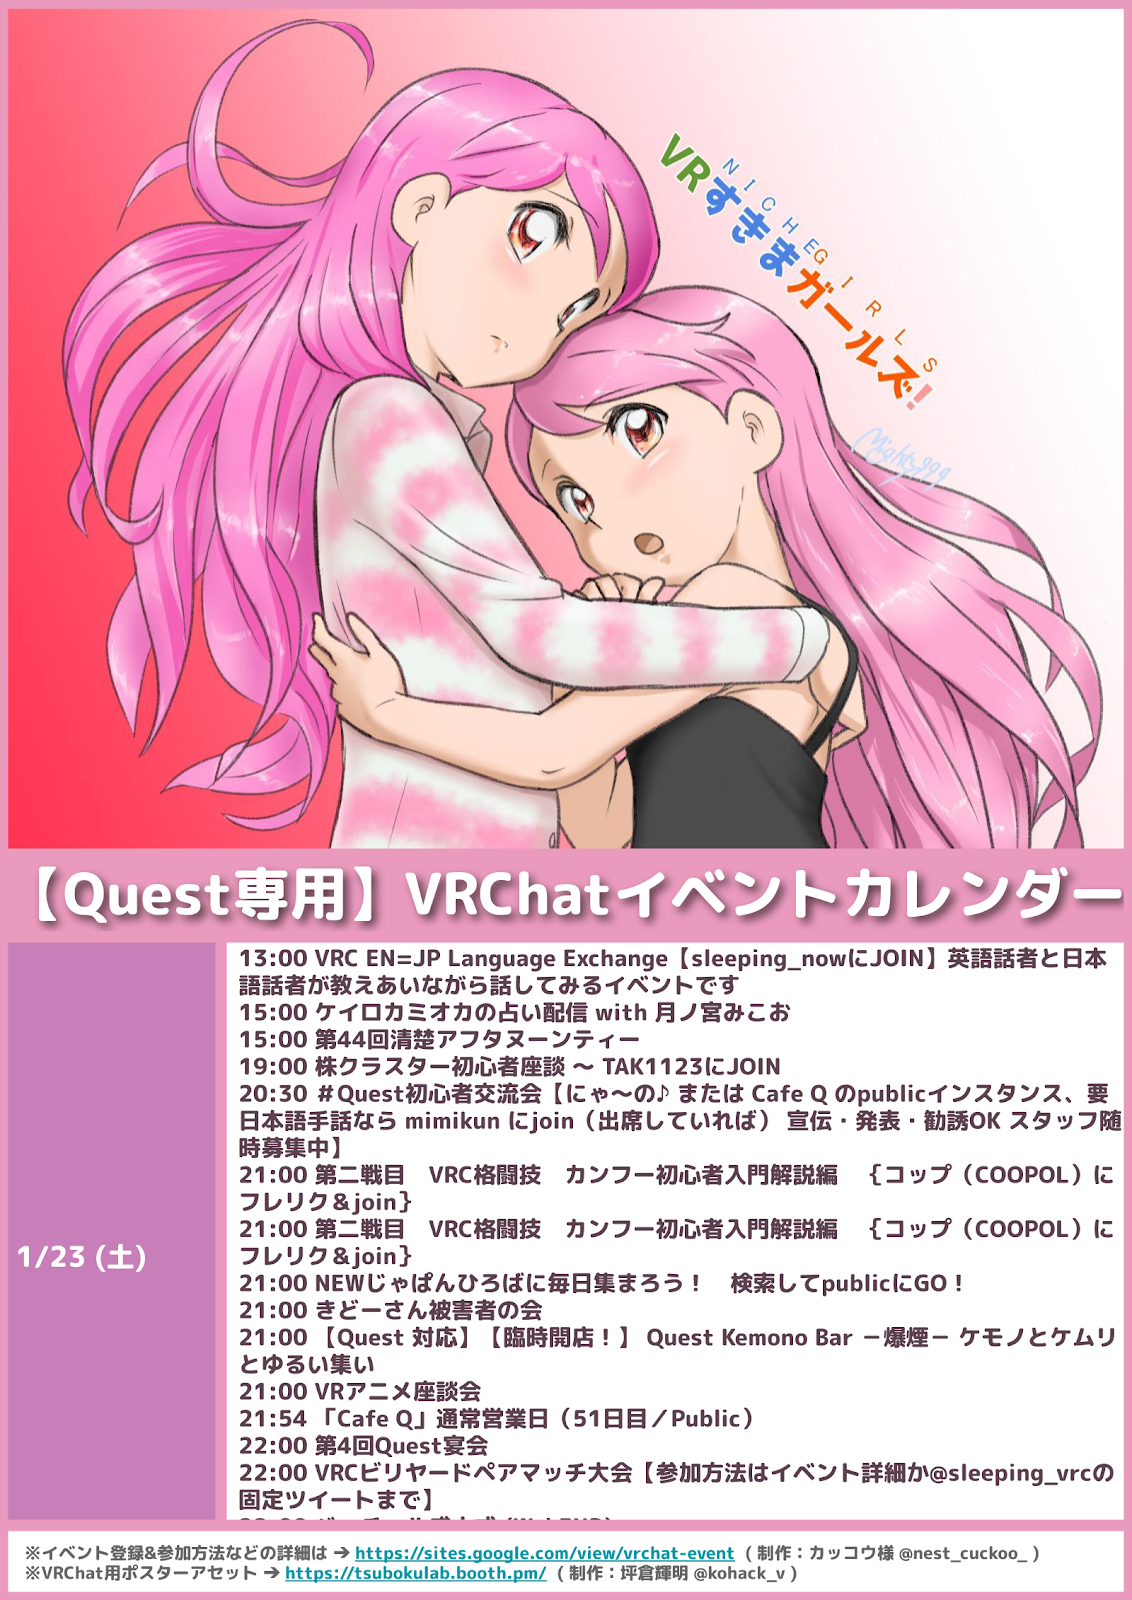 NICHE GIRLS
VRすきまガールズ!
Mighty999
【Quest専用】VRChatイベントカレンダー
1/23 (土)
13:00 VRC EN=JP Language Exchange【sleeping_nowにJOIN】英語話者と日本
語話者が教えあいながら話してみるイベントです
15:00 ケイロカミオカの占い配信 with 月ノ宮みこお
15:00 第44回清楚アフタヌーンティー
19:00 株クラスター初心者座談 ～ TAK1123にJOIN
20:30 ＃Quest初心者交流会【にゃ～の♪ または Cafe Q のpublicインスタンス、要
日本語手話なら mimikun にjoin（出席していれば） 宣伝・発表・勧誘OK スタッフ随
時募集中】
21:00 第二戦目　VRC格闘技　カンフー初心者入門解説編　｛コップ（COOPOL）に
フレリク＆join｝
21:00 第二戦目　VRC格闘技　カンフー初心者入門解説編　｛コップ（COOPOL）に
フレリク＆join｝
21:00 NEWじゃぱんひろばに毎日集まろう！　検索してpublicにGO！
21:00 きどーさん被害者の会
21:00 【Quest 対応】【臨時開店！】 Quest Kemono Bar －爆煙－ ケモノとケムリ
とゆるい集い
21:00 VRアニメ座談会
21:54 「Cafe Q」通常営業日（51日目／Public）
22:00 第4回Quest宴会
22:00 VRCビリヤードペアマッチ大会【参加方法はイベント詳細か@sleeping_vrcの
固定ツイートまで】
※イベント登録&参加方法などの詳細は ➔ https://sites.google.com/view/vrchat-event （ 制作：カッコウ様 @nest_cuckoo_ ）
※VRChat用ポスターアセット ➔ https://tsubokulab.booth.pm/ （ 制作：坪倉輝明 @kohack_v ）